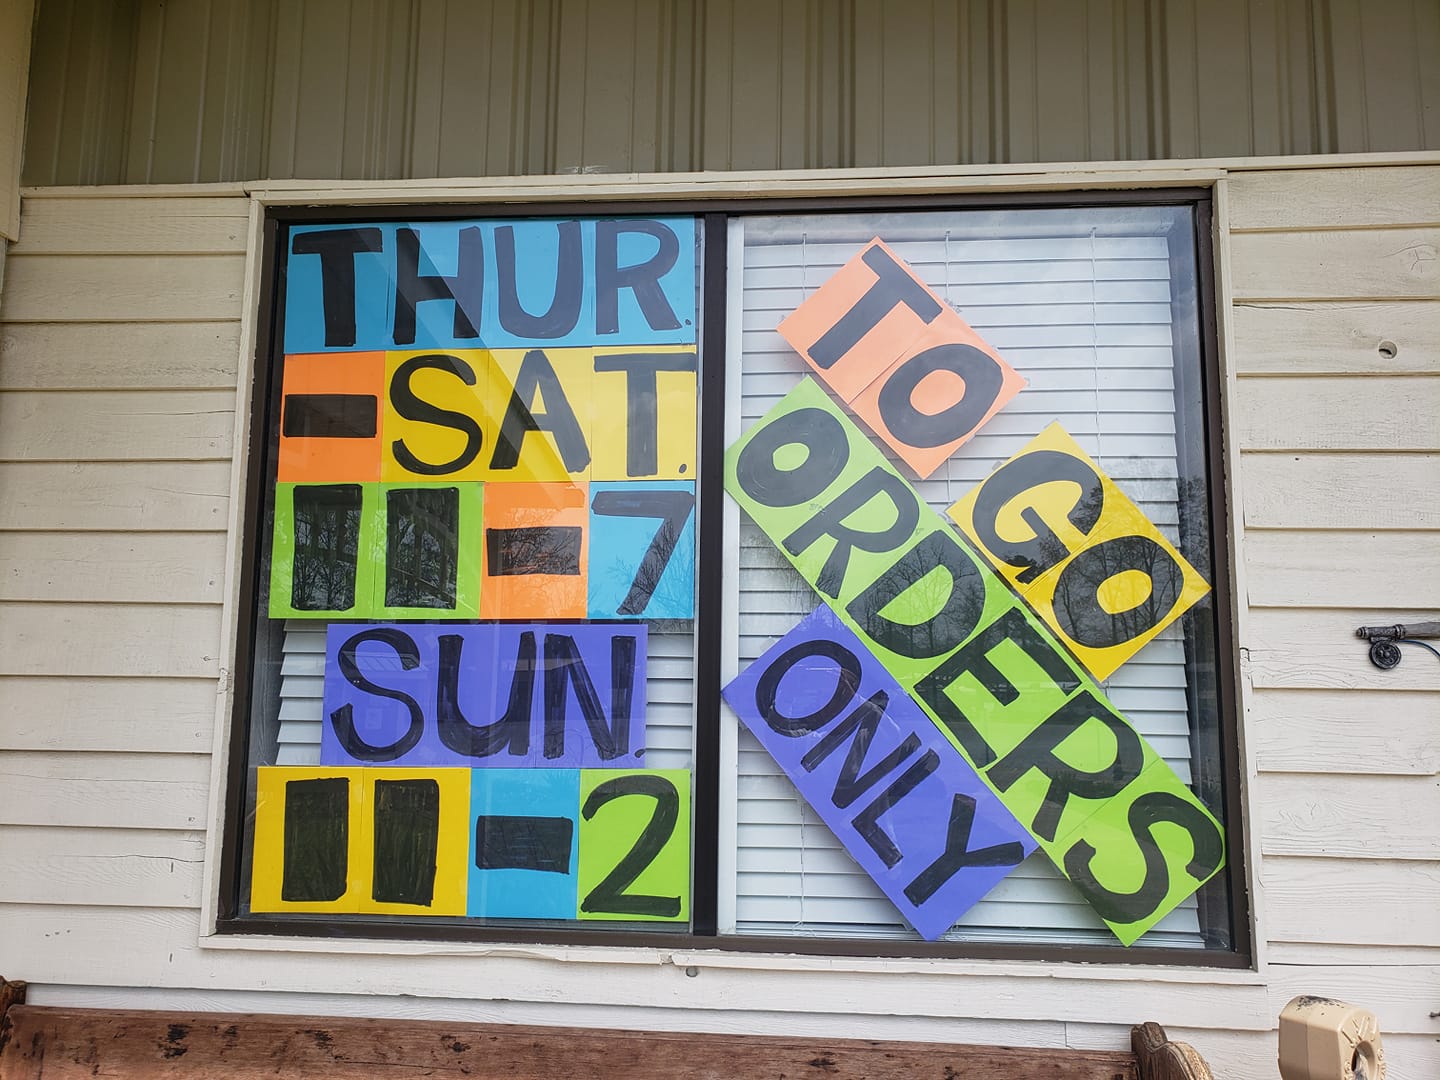 THUR.
-SAT.
11-7
SUN.
11-2
TO GO
ORDERS
ONLY